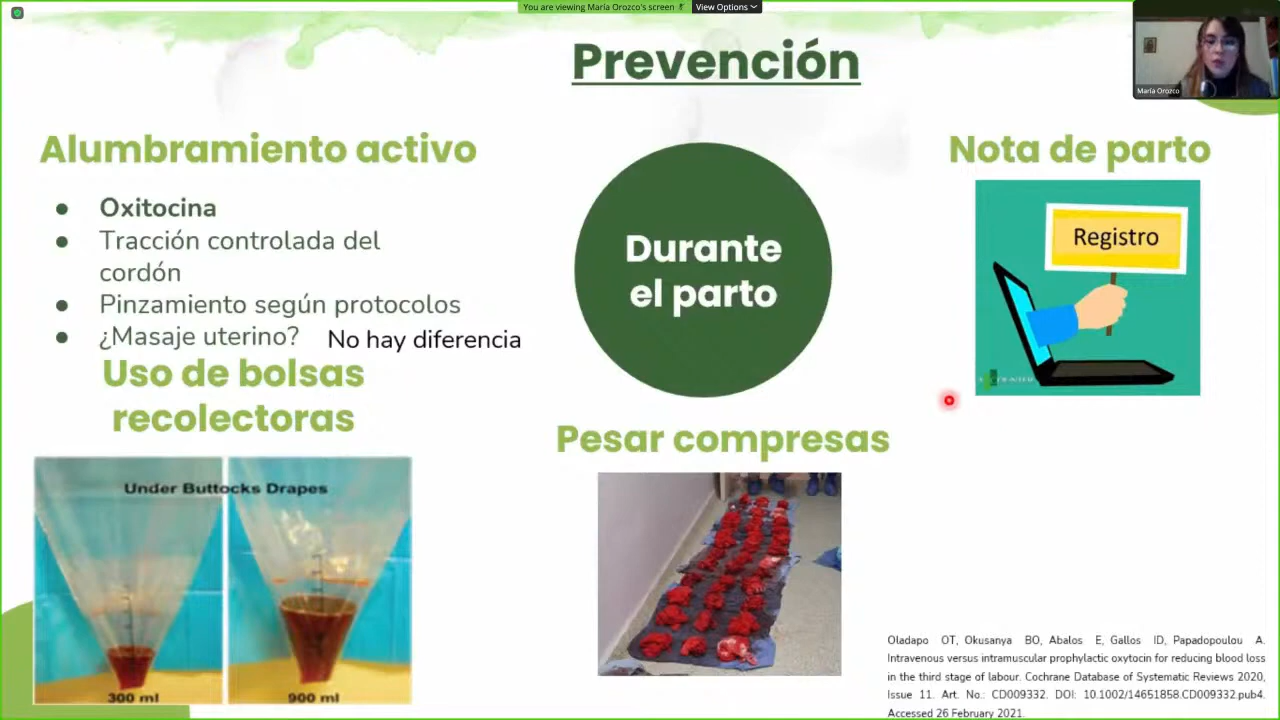 You are viewing María Orozco's screen
View Options
Prevención
María Orozco
Alumbramiento activo
Oxitocina
Tracción controlada del
cordón
Pinzamiento según protocolos
¿Masaje uterino?
No hay diferencia
Uso de bolsas
recolectoras
Under Buttocks Drapes
300 ml
900 ml
Durante
el parto
Pesar compresas
Nota de parto
Registro
Oladapo OT, Okusanya BO, Abalos E, Gallos ID, Papadopoulou A.
Intravenous versus intramuscular prophylactic oxytocin for reducing blood loss
in the third stage of labour. Cochrane Database of Systematic Reviews 2020,
Issue 11. Art. No.: CD009332. DOI: 10.1002/14651858.CD009332.pub4.
Accessed 26 February 2021.